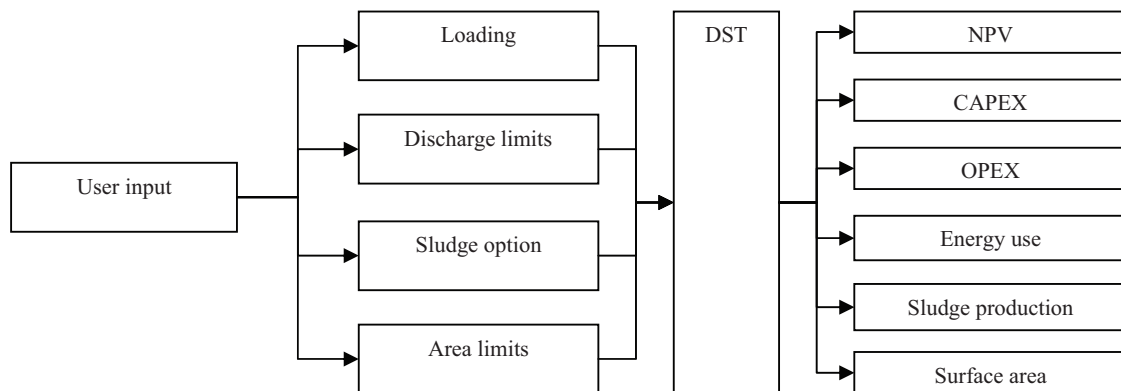 User input
Loading
Discharge limits
Sludge option
Area limits
DST
NPV
CAPEX
OPEX
Energy use
Sludge production
Surface area